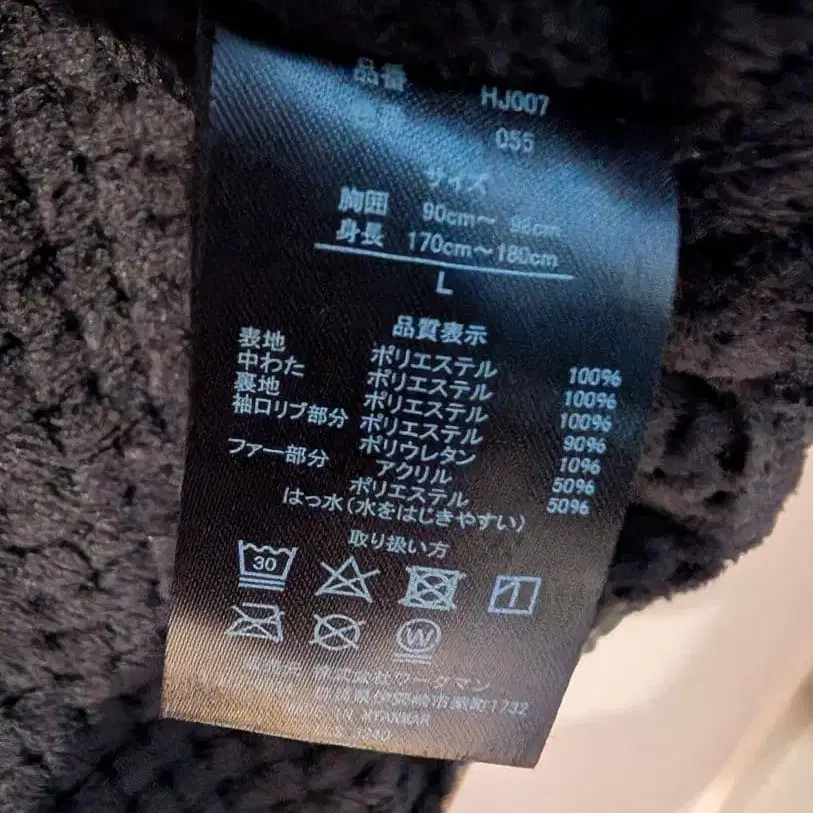 品番 HJ007
055
サイズ
胸囲 90cm～ 98cm
身長 170cm～180cm
L
品質表示
表地 ポリエステル 100%
中わた ポリエステル 100%
裏地 ポリエステル 100%
袖口リブ部分 ポリエステル 90%
ポリウレタン 10%
ファー部分 アクリル 50%
ポリエステル 50%
はっ水(水をはじきやすい)
取り扱い方
30
W
株式会社ワークマン
1732
IN MYANMAR